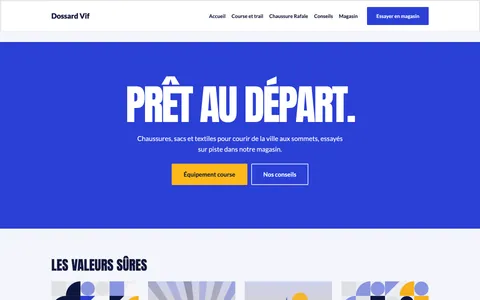 Dossard Vif
Accueil Course et trail Chaussure Rafale Conseils Magasin Essayer en magasin
PRÊT AU DÉPART.
Chaussures, sacs et textiles pour courir de la ville aux sommets, essayés
sur piste dans notre magasin.
Équipement course Nos conseils
LES VALEURS SÛRES